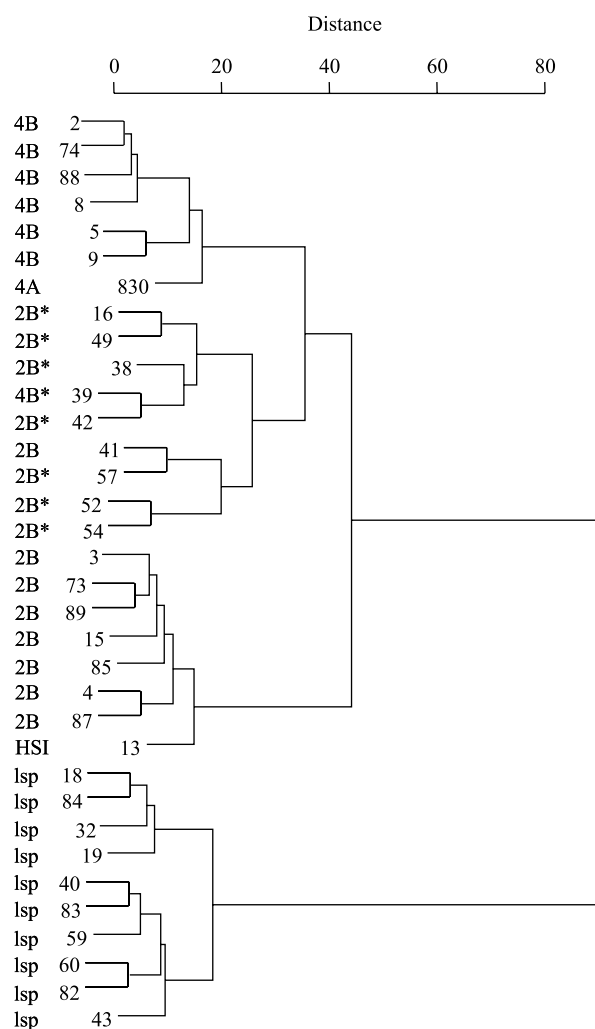 Distance
0 20 40 60 80
4B 2
4B 74
4B 88
4B 8
4B 5
4B 9
4A 830
2B* 16
2B* 49
2B* 38
4B* 39
2B* 42
2B 41
2B* 57
2B* 52
2B* 54
2B 3
2B 73
2B 89
2B 15
2B 85
2B 4
2B 87
HSI 13
lsp 18
lsp 84
lsp 32
lsp 19
lsp 40
lsp 83
lsp 59
lsp 60
lsp 82
lsp 43